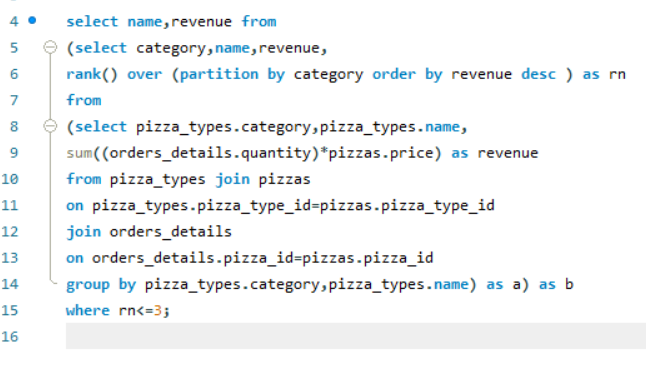 4 select name,revenue from
5 (select category,name,revenue,
6 rank() over (partition by category order by revenue desc ) as rn
7 from
8 (select pizza_types.category,pizza_types.name,
9 sum((orders_details.quantity)*pizzas.price) as revenue
10 from pizza_types join pizzas
11 on pizza_types.pizza_type_id=pizzas.pizza_type_id
12 join orders_details
13 on orders_details.pizza_id=pizzas.pizza_id
14 group by pizza_types.category,pizza_types.name) as a) as b
15 where rn<=3;
16